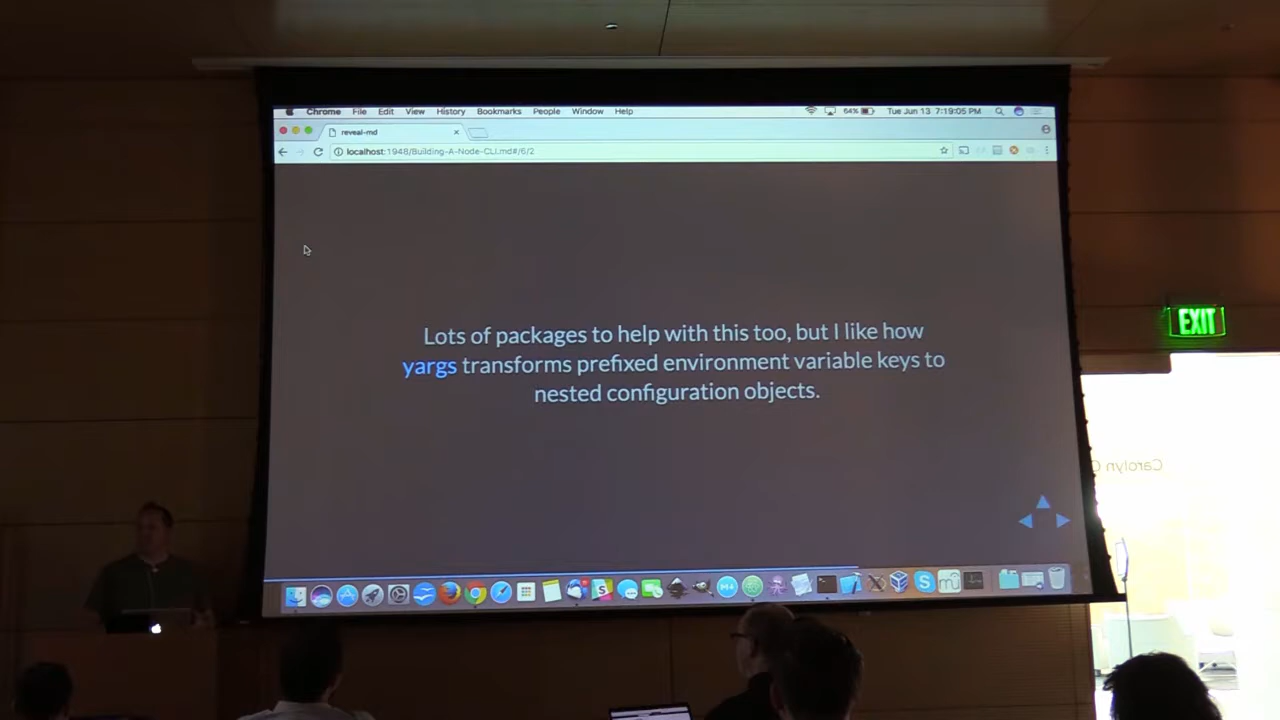 Chrome File Edit View History Bookmarks People Window Help 64% Tue Jun 13 7:19:05 PM
reveal-md
localhost:1948/Building-A-Node-CLI.md#/6/2
Lots of packages to help with this too, but I like how
yargs transforms prefixed environment variable keys to
nested configuration objects.
EXIT
Carolyn